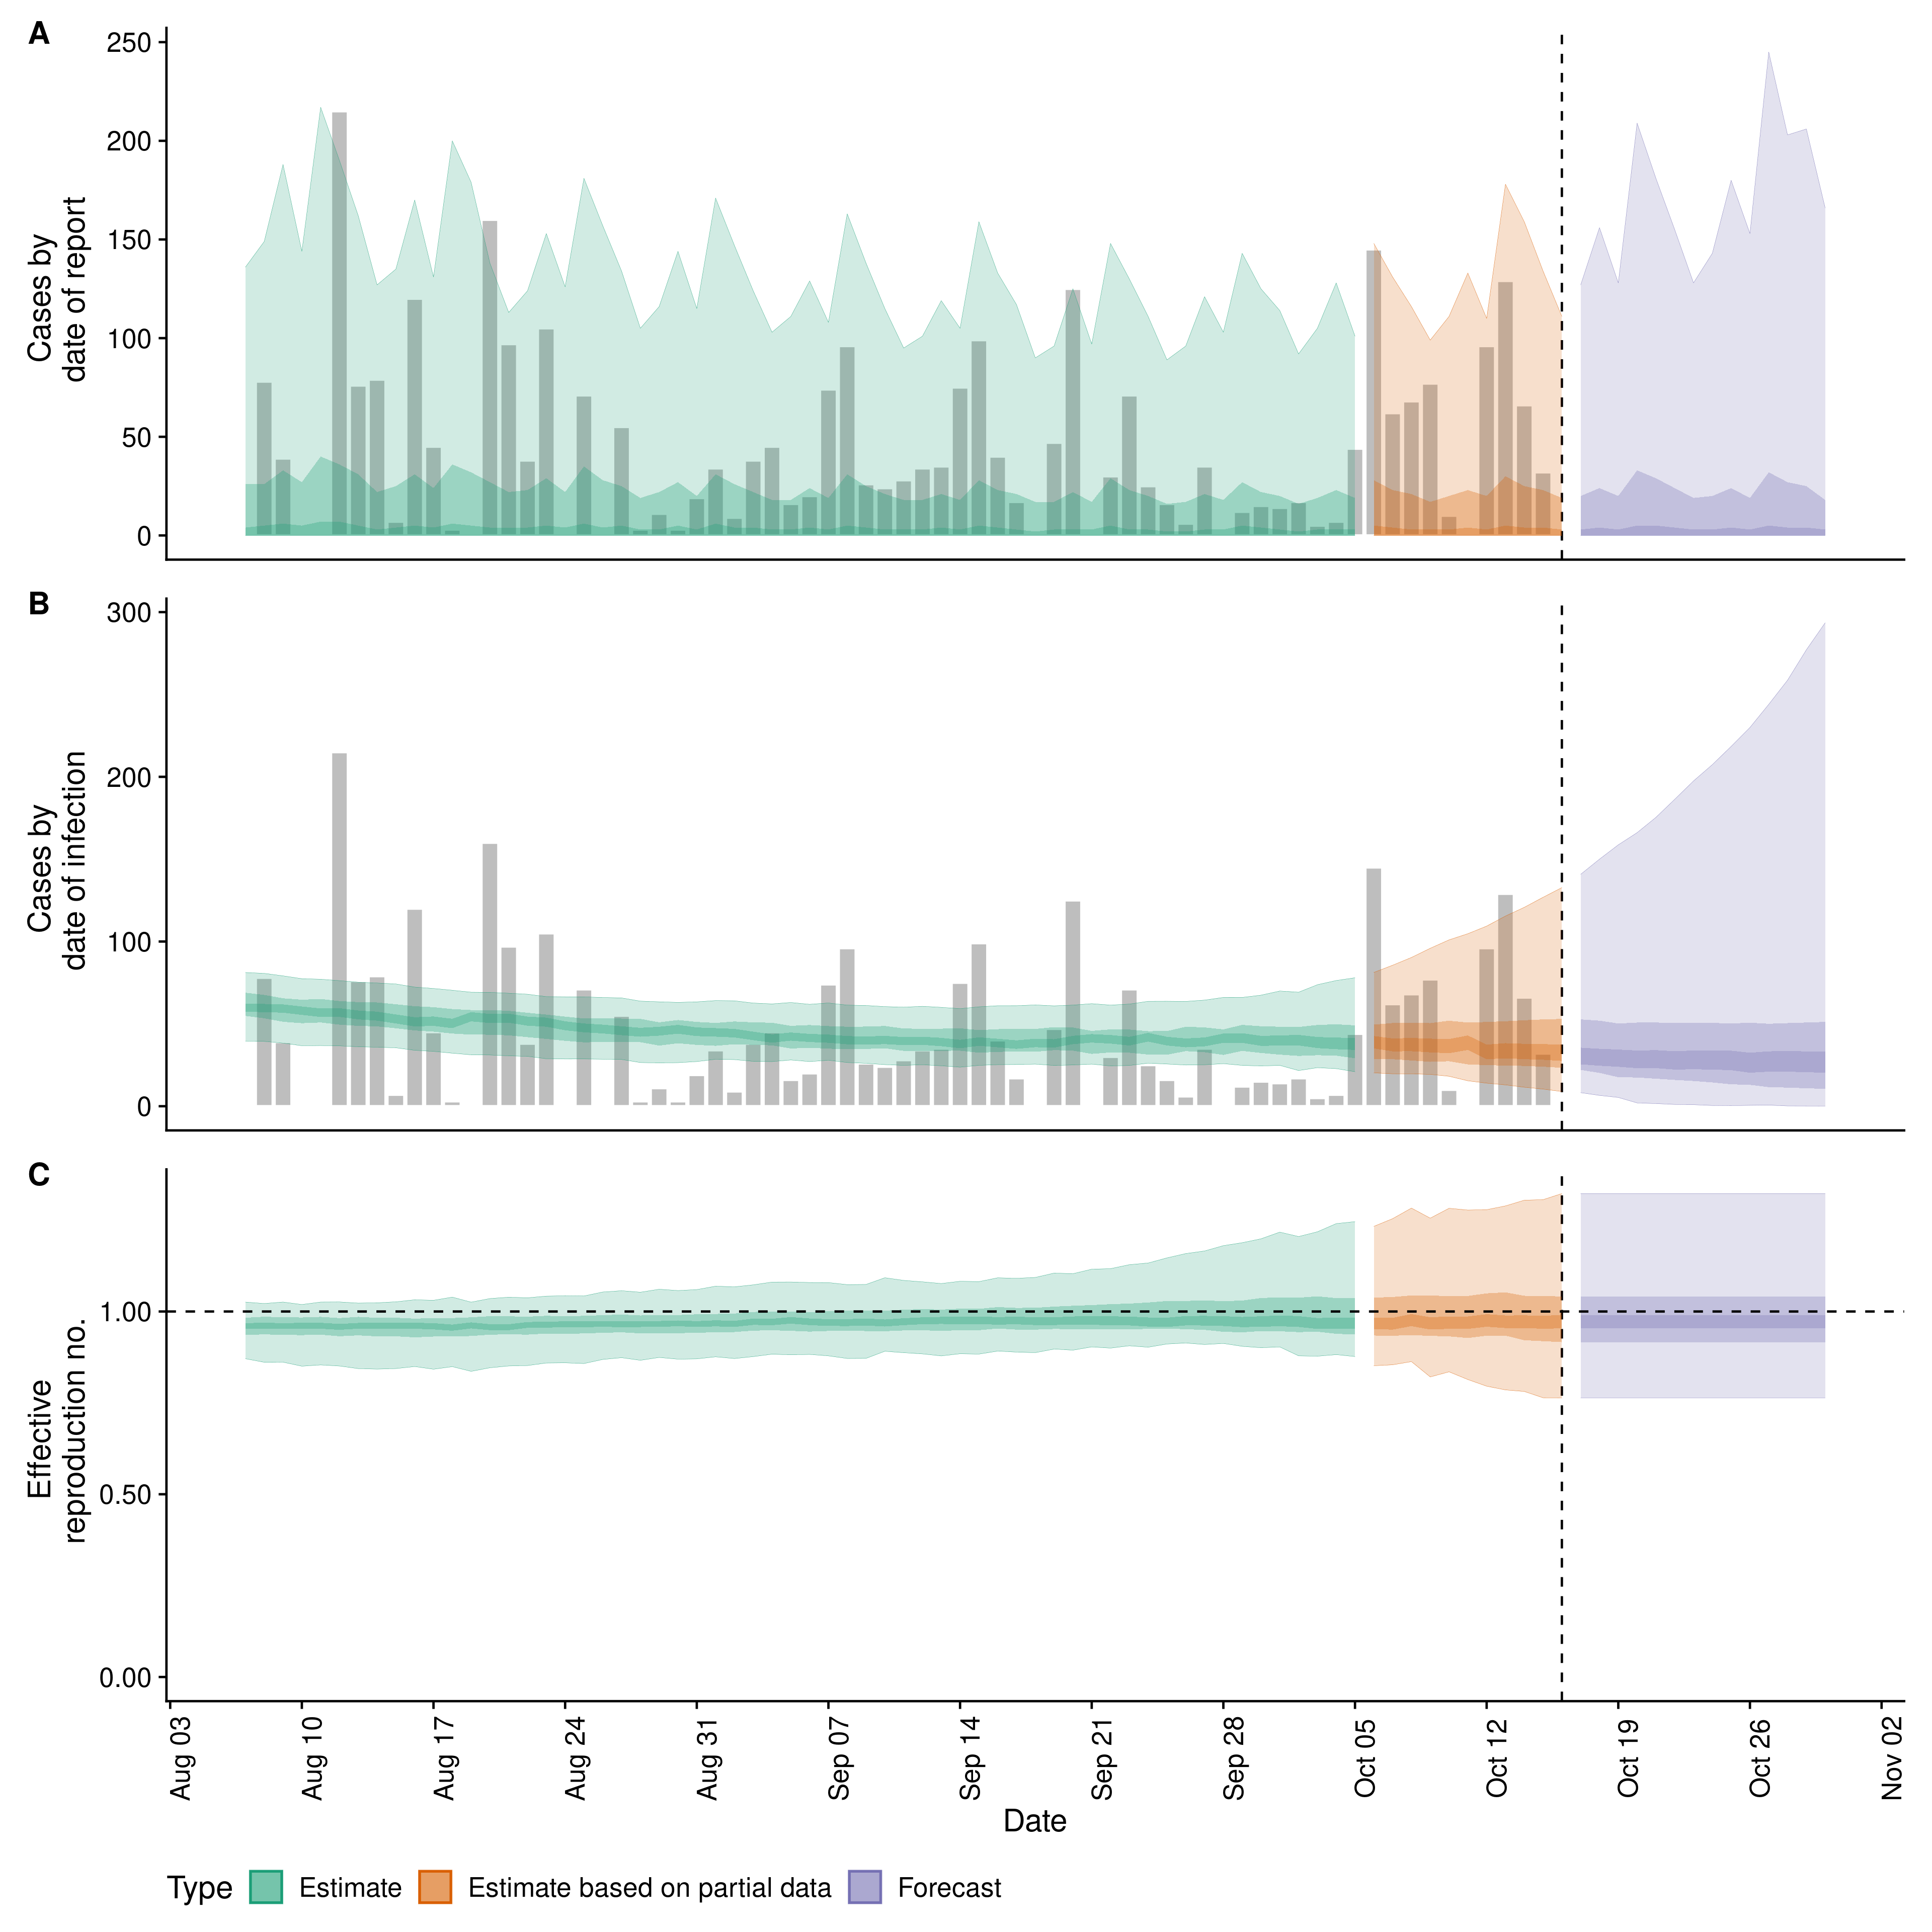 A
250
200
150
100
50
0
Cases by
date of report
B
300
200
100
0
Cases by
date of infection
C
1.00
0.50
0.00
Effective
reproduction no.
Aug 03
Aug 10
Aug 17
Aug 24
Aug 31
Sep 07
Sep 14
Sep 21
Sep 28
Oct 05
Oct 12
Oct 19
Oct 26
Nov 02
Date
Type Estimate Estimate based on partial data Forecast